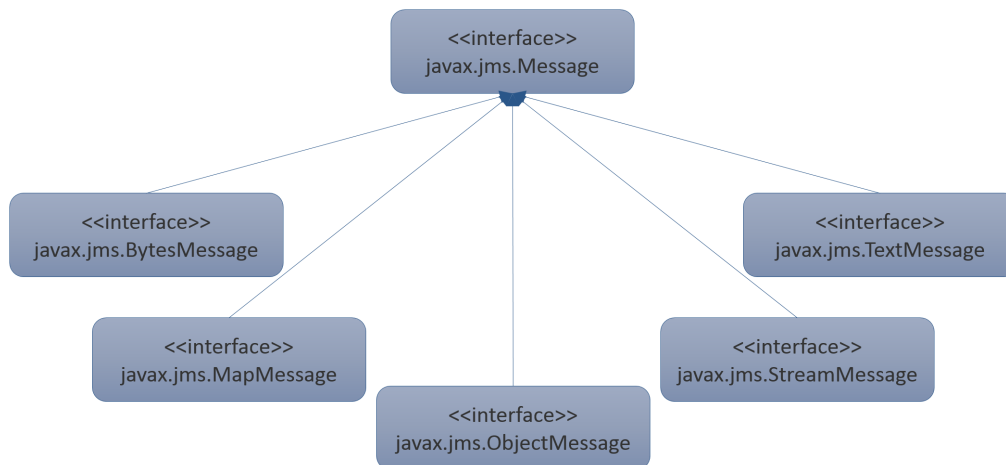 <<interface>>
javax.jms.Message
<<interface>>
javax.jms.BytesMessage
<<interface>>
javax.jms.TextMessage
<<interface>>
javax.jms.MapMessage
<<interface>>
javax.jms.StreamMessage
<<interface>>
javax.jms.ObjectMessage